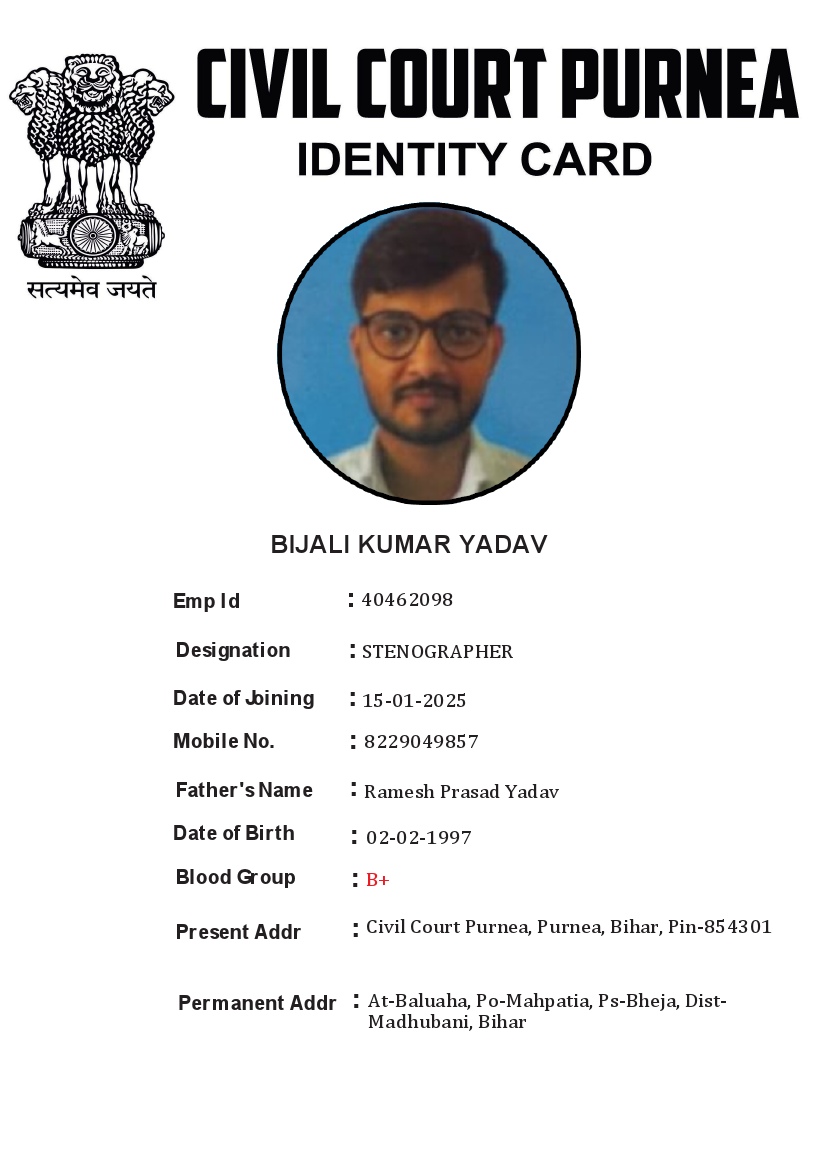 CIVIL COURT PURNEA
IDENTITY CARD
सत्यमेव जयते
BIJALI KUMAR YADAV
Emp Id : 40462098
Designation : STENOGRAPHER
Date of Joining : 15-01-2025
Mobile No. : 8229049857
Father's Name : Ramesh Prasad Yadav
Date of Birth : 02-02-1997
Blood Group : B+
Present Addr : Civil Court Purnea, Purnea, Bihar, Pin-854301
Permanent Addr : At-Baluaha, Po-Mahpatia, Ps-Bheja, Dist-
Madhubani, Bihar